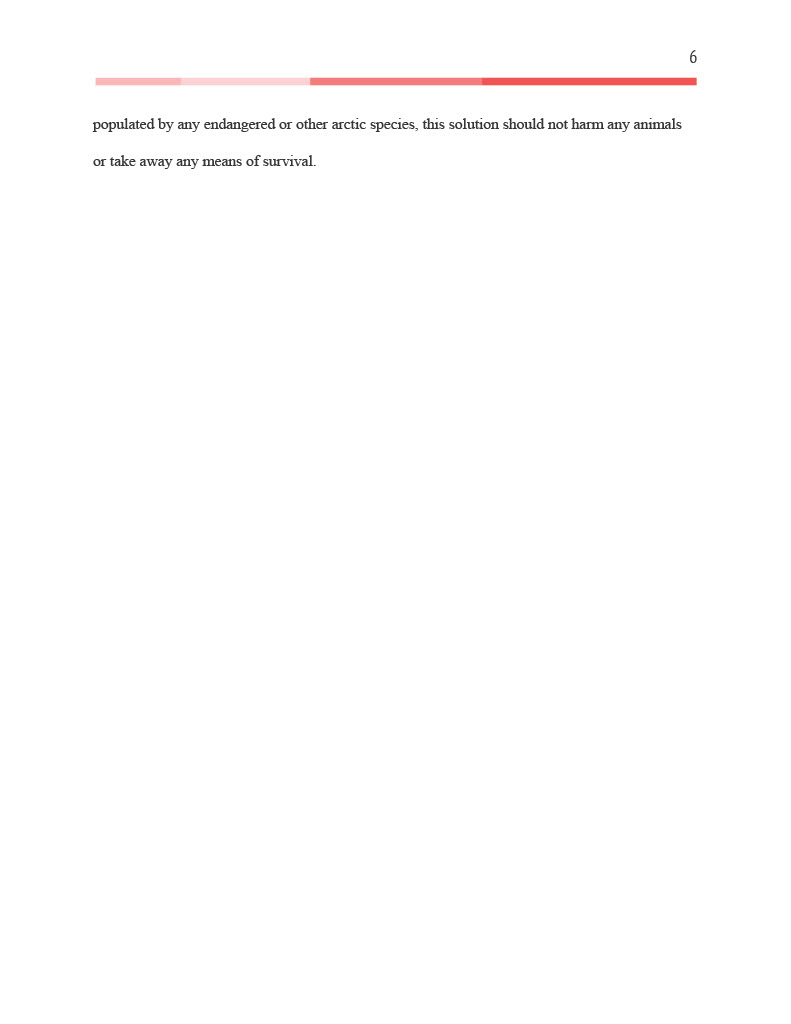 6
populated by any endangered or other arctic species, this solution should not harm any animals
or take away any means of survival.